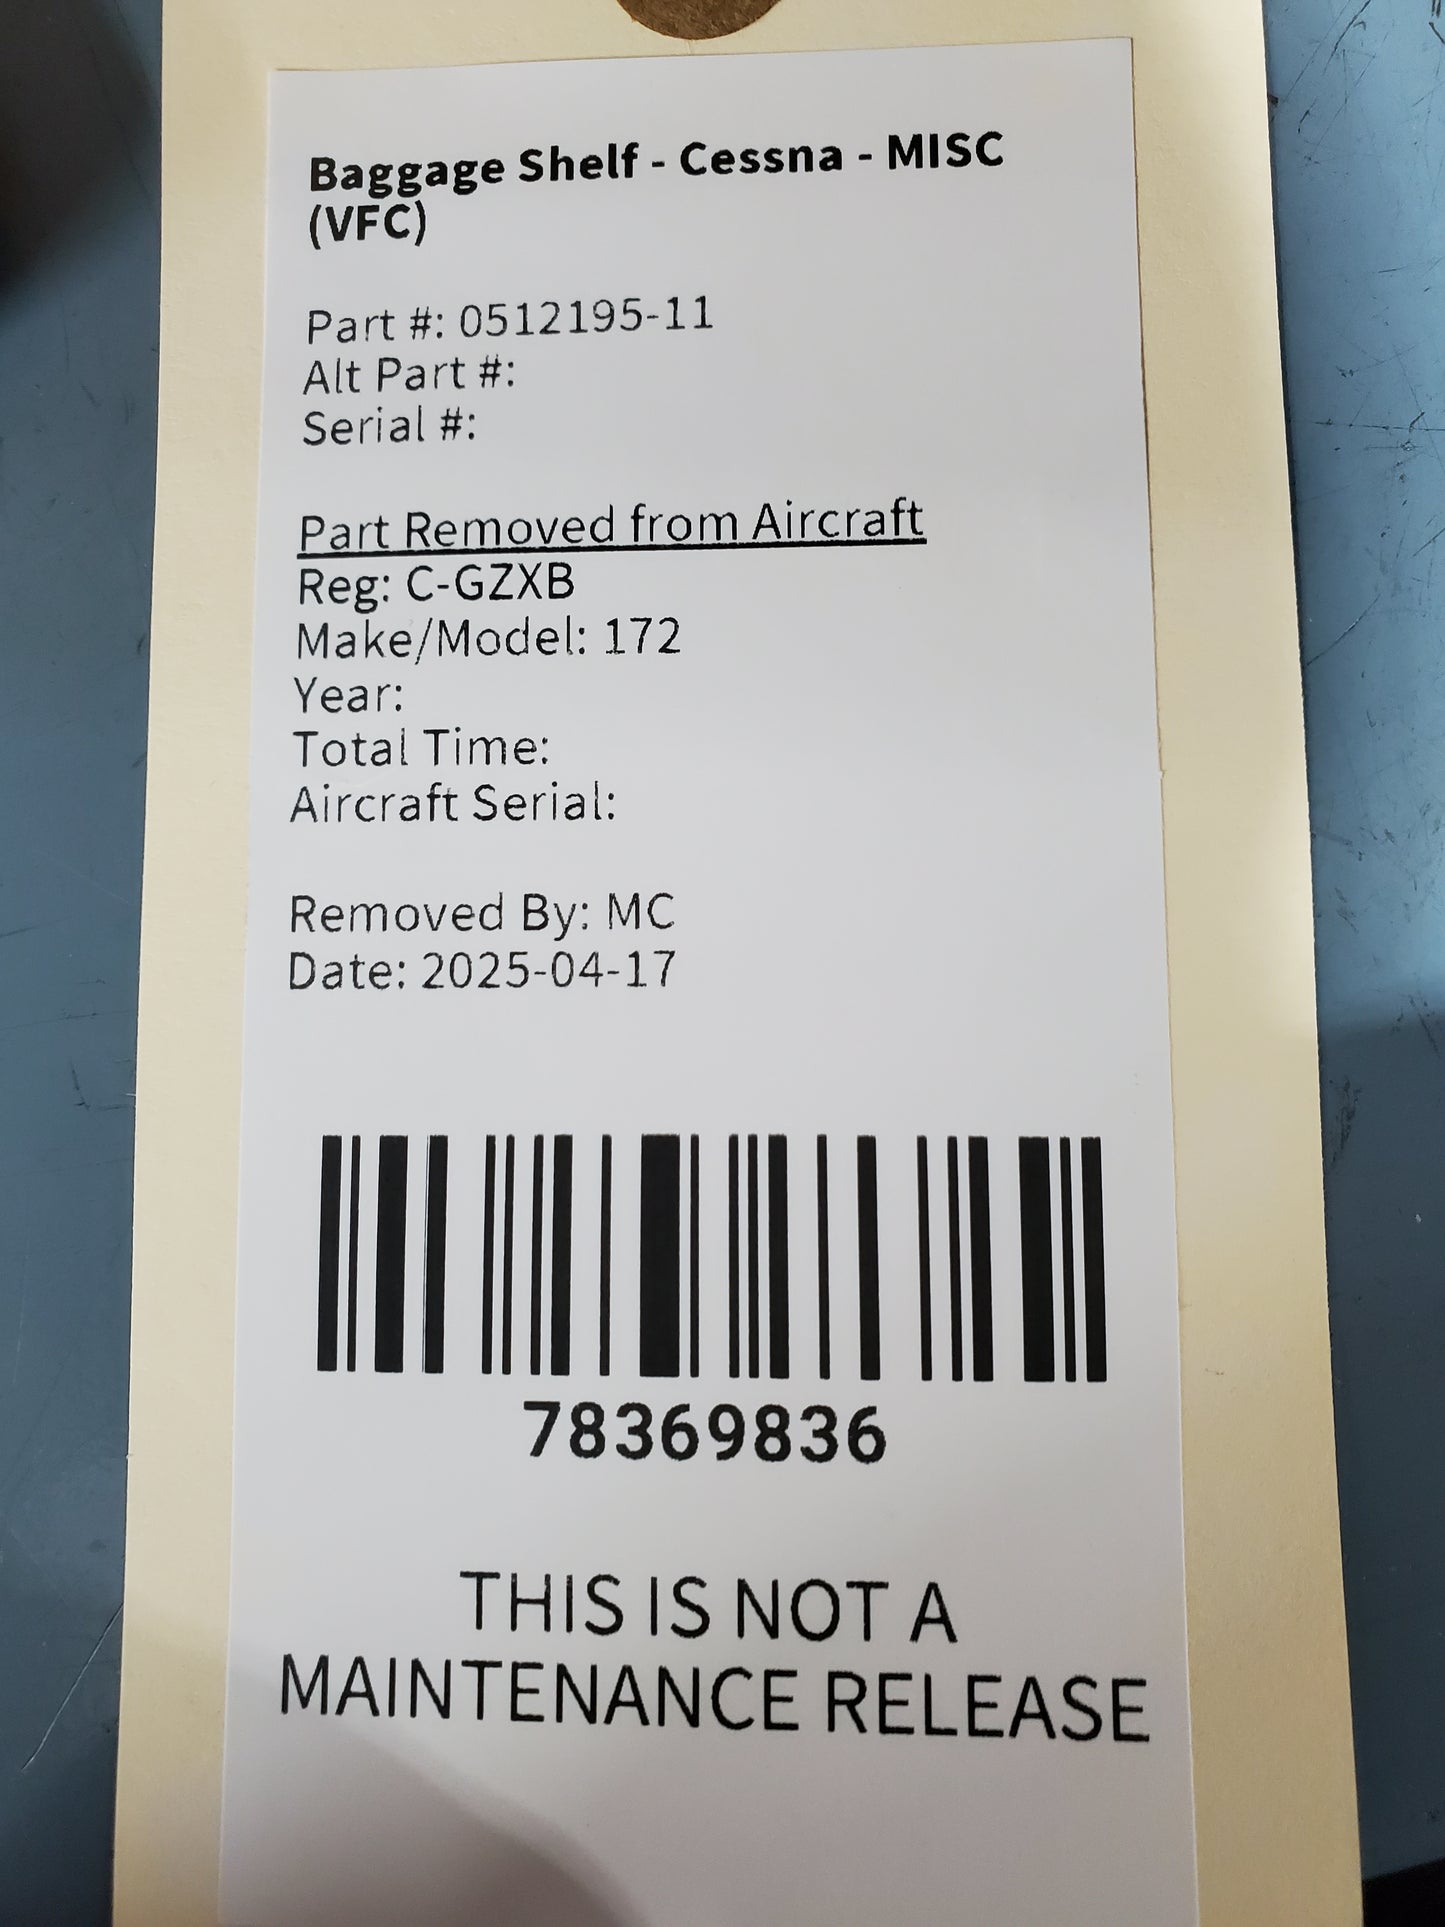 Baggage Shelf - Cessna - MISC
(VFC)
Part #: 0512195-11
Alt Part #:
Serial #:
Part Removed from Aircraft
Reg: C-GZXB
Make/Model: 172
Year:
Total Time:
Aircraft Serial:
Removed By: MC
Date: 2025-04-17
78369836
THIS IS NOT A
MAINTENANCE RELEASE